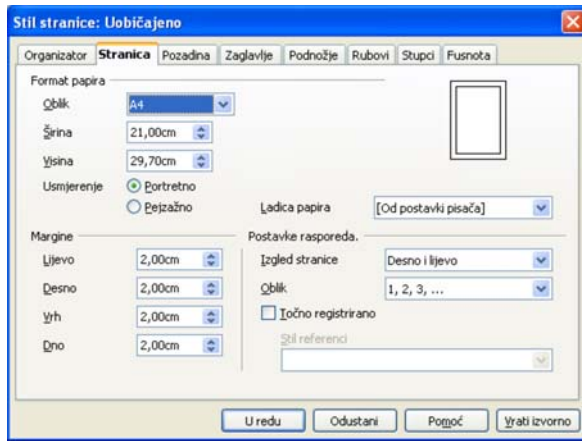 Stil stranice: Uobičajeno
Organizator Stranica Pozadina Zaglavlje Podnožje Rubovi Stupci Fusnota
Format papira
Oblik A4
Širina 21,00cm
Visina 29,70cm
Usmjerenje Portretno
Pejzažno
Ladica papira [Od postavki pisača]
Margine
Lijevo 2,00cm
Desno 2,00cm
Vrh 2,00cm
Dno 2,00cm
Postavke rasporeda.
Izgled stranice Desno i lijevo
Oblik 1, 2, 3, ...
Točno registrirano
Stil referenci
U redu Odustani Pomoć Vrati izvorno